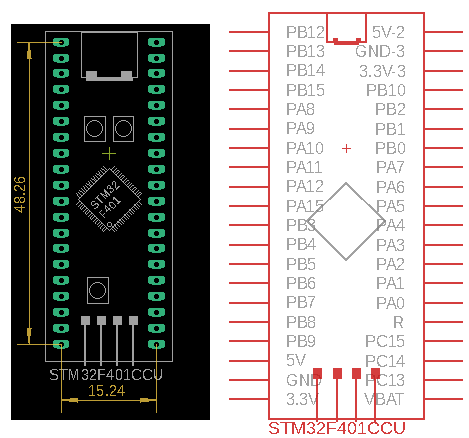 48.26
STM32
F401
STM32F401CCU
15.24
PB12 5V-2
PB13 GND-3
PB14 3.3V-3
PB15 PB10
PA8 PB2
PA9 PB1
PA10 PB0
PA11 PA7
PA12 PA6
PA15 PA5
PB3 PA4
PB4 PA3
PB5 PA2
PB6 PA1
PB7 PA0
PB8 R
PB9 PC15
5V PC14
GND PC13
3.3V VBAT
STM32F401CCU